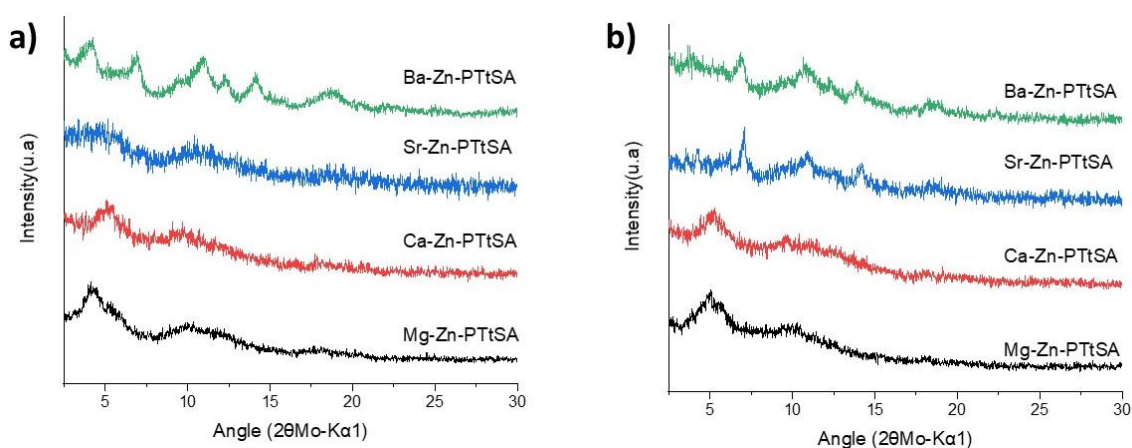 a)
Intensity(u.a)
Ba-Zn-PTtSA
Sr-Zn-PTtSA
Ca-Zn-PTtSA
Mg-Zn-PTtSA
5 10 15 20 25 30
Angle (2θMo-Kα1)
b)
Intensity(u.a)
Ba-Zn-PTtSA
Sr-Zn-PTtSA
Ca-Zn-PTtSA
Mg-Zn-PTtSA
5 10 15 20 25 30
Angle (2θMo-Kα1)